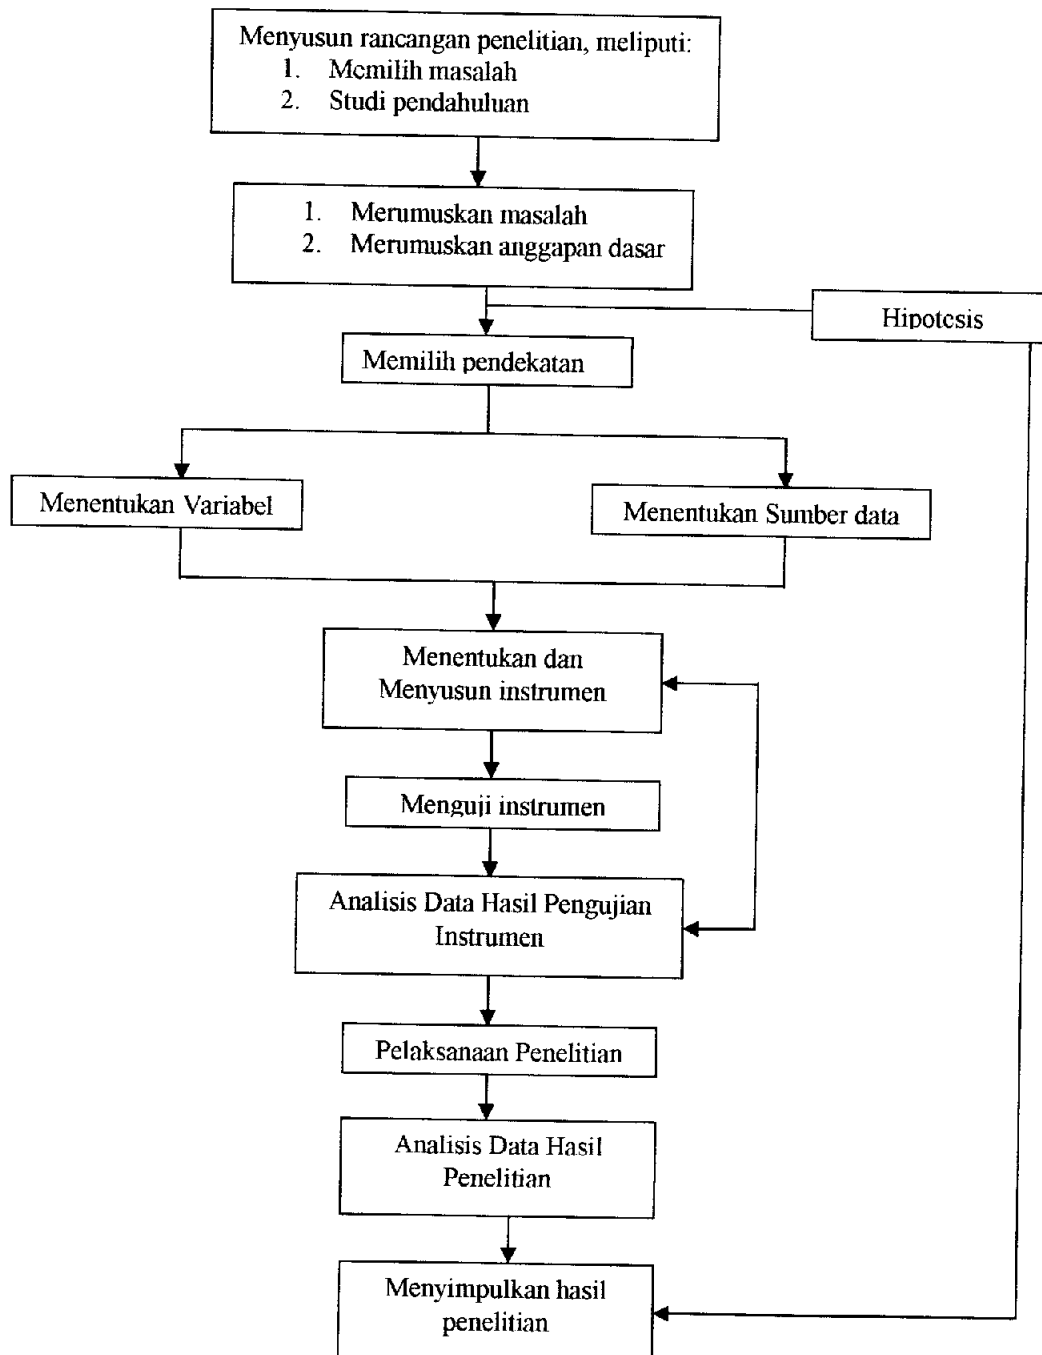 Menyusun rancangan penelitian, meliputi:
1. Memilih masalah
2. Studi pendahuluan
1. Merumuskan masalah
2. Merumuskan anggapan dasar
Hipotesis
Memilih pendekatan
Menentukan Variabel
Menentukan Sumber data
Menentukan dan
Menyusun instrumen
Menguji instrumen
Analisis Data Hasil Pengujian
Instrumen
Pelaksanaan Penelitian
Analisis Data Hasil
Penelitian
Menyimpulkan hasil
penelitian